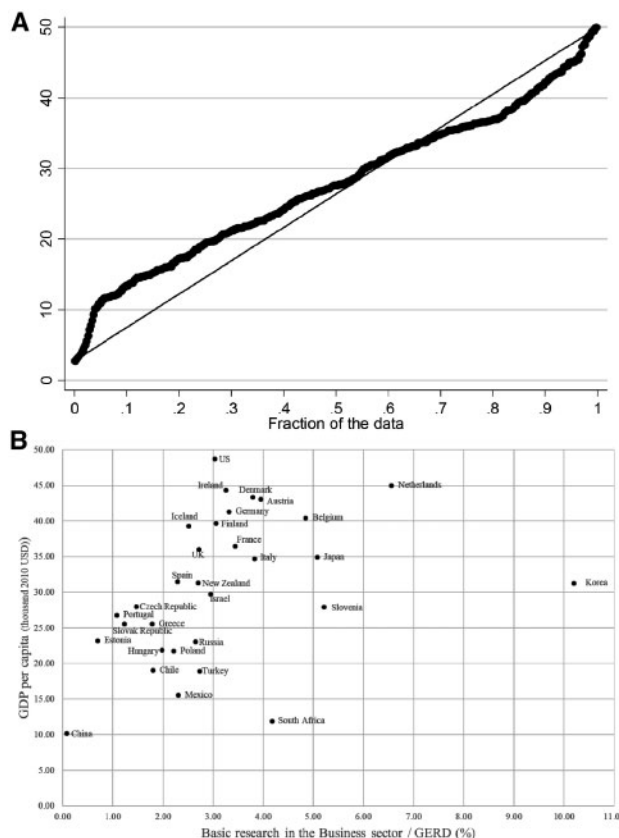 A
50
40
30
20
10
0
0 .1 .2 .3 .4 .5 .6 .7 .8 .9 1
Fraction of the data
B
GDP per capita (thousand 2010 USD))
50.00
US
45.00
Ireland
Denmark
Netherlands
Austria
Germany
40.00
Iceland
Finland
Belgium
France
35.00
UK
Italy
Japan
Spain
New Zealand
Korea
30.00
Israel
Czech Republic
Slovenia
Portugal
25.00
Slovak Republic
Greece
Estonia
Russia
Hungary
Poland
20.00
Chile
Turkey
15.00
Mexico
South Africa
10.00
China
5.00
0.00
0.00 1.00 2.00 3.00 4.00 5.00 6.00 7.00 8.00 9.00 10.00 11.0
Basic research in the Business sector / GERD (%)